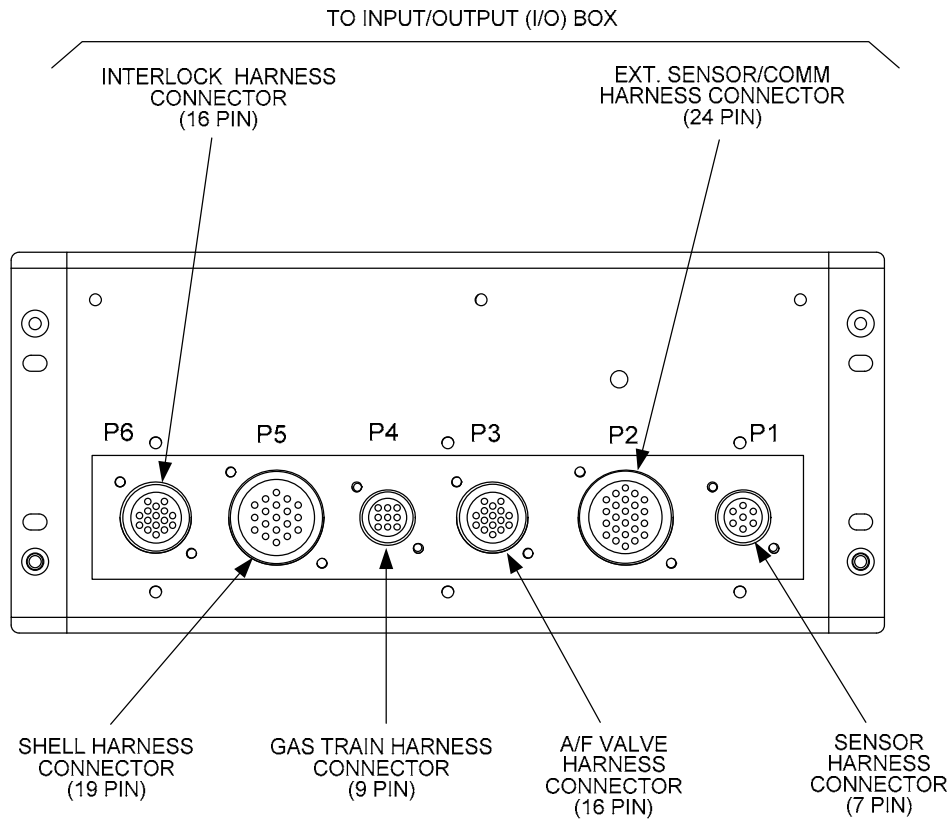 TO INPUT/OUTPUT (I/O) BOX
INTERLOCK HARNESS
CONNECTOR
(16 PIN)
EXT. SENSOR/COMM
HARNESS CONNECTOR
(24 PIN)
P6
P5
P4
P3
P2
P1
SHELL HARNESS
CONNECTOR
(19 PIN)
GAS TRAIN HARNESS
CONNECTOR
(9 PIN)
A/F VALVE
HARNESS
CONNECTOR
(16 PIN)
SENSOR
HARNESS
CONNECTOR
(7 PIN)